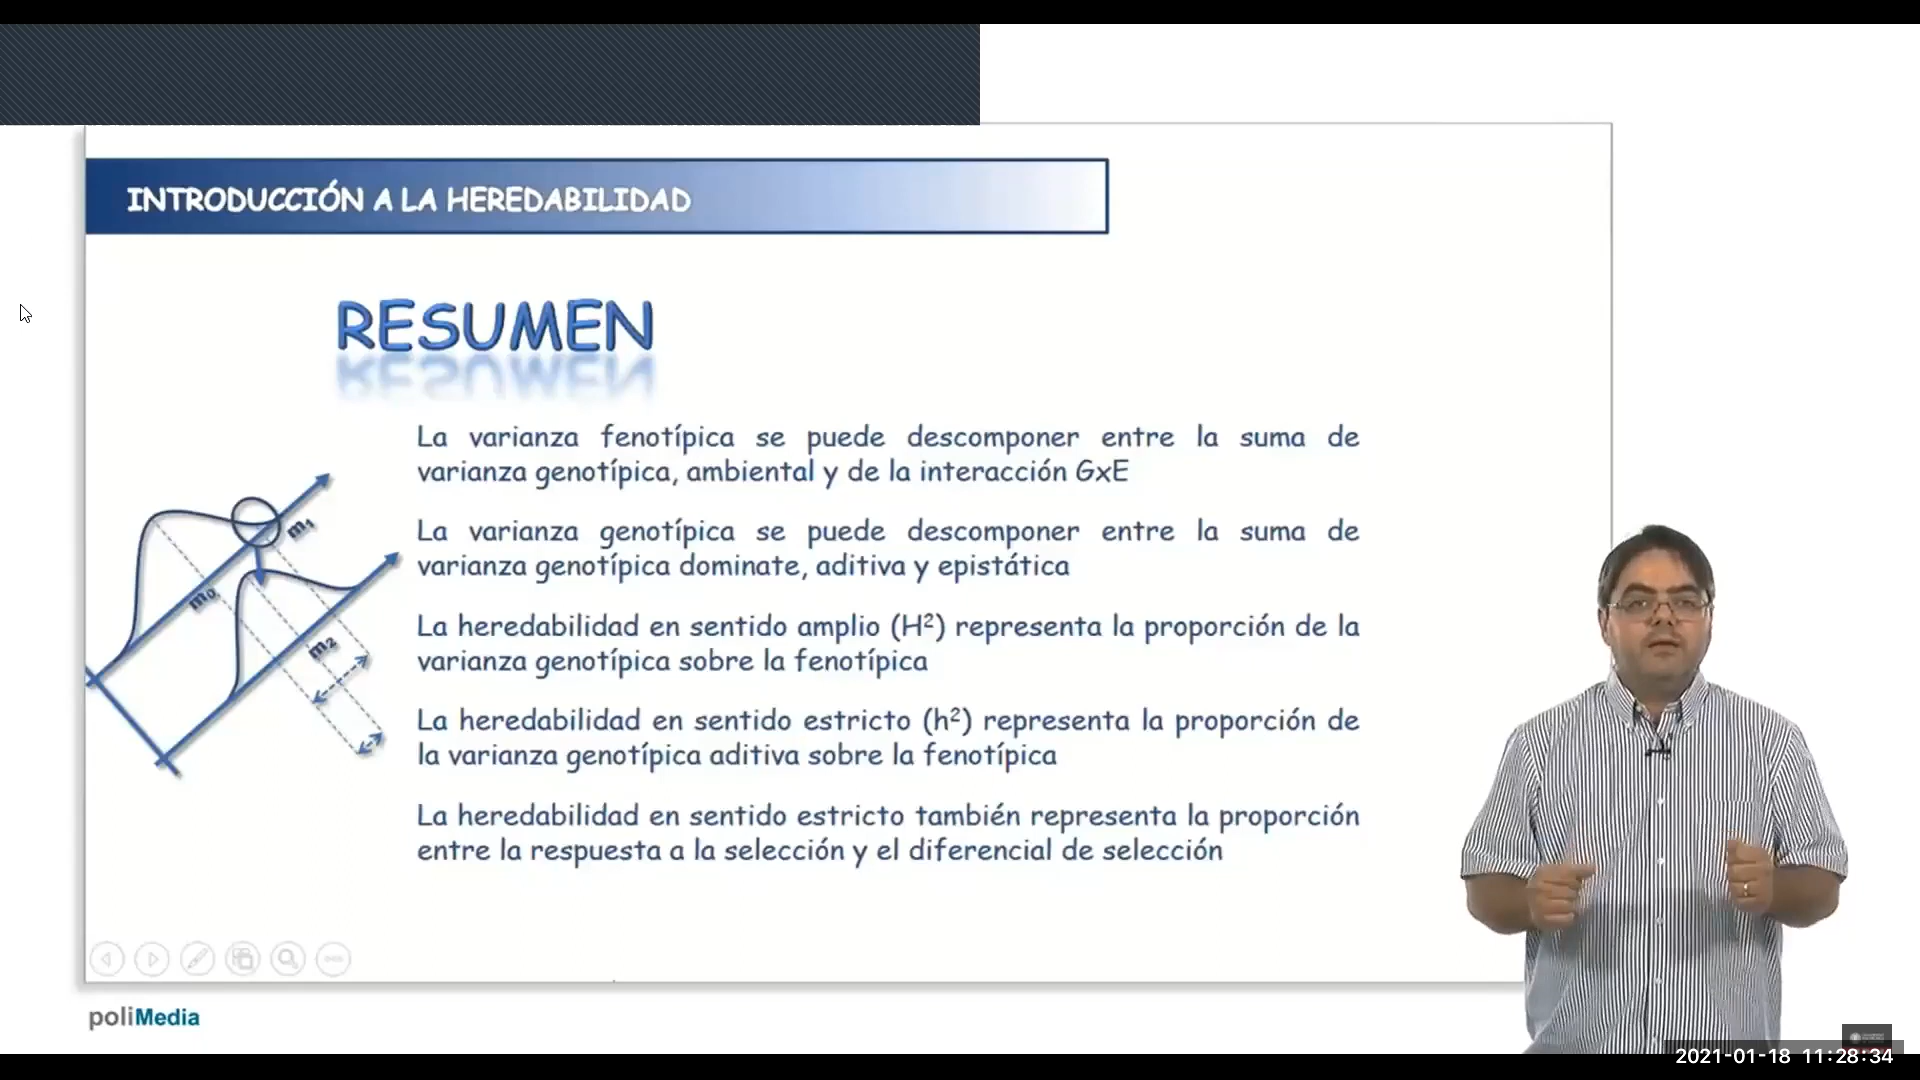 INTRODUCCIÓN A LA HEREDABILIDAD
RESUMEN
La varianza fenotípica se puede descomponer entre la suma de
varianza genotípica, ambiental y de la interacción GxE
La varianza genotípica se puede descomponer entre la suma de
varianza genotípica dominate, aditiva y epistática
La heredabilidad en sentido amplio (H²) representa la proporción de la
varianza genotípica sobre la fenotípica
La heredabilidad en sentido estricto (h²) representa la proporción de
la varianza genotípica aditiva sobre la fenotípica
La heredabilidad en sentido estricto también representa la proporción
entre la respuesta a la selección y el diferencial de selección
m₁
m₀
m₂
poliMedia
2021-01-18 11:28:34